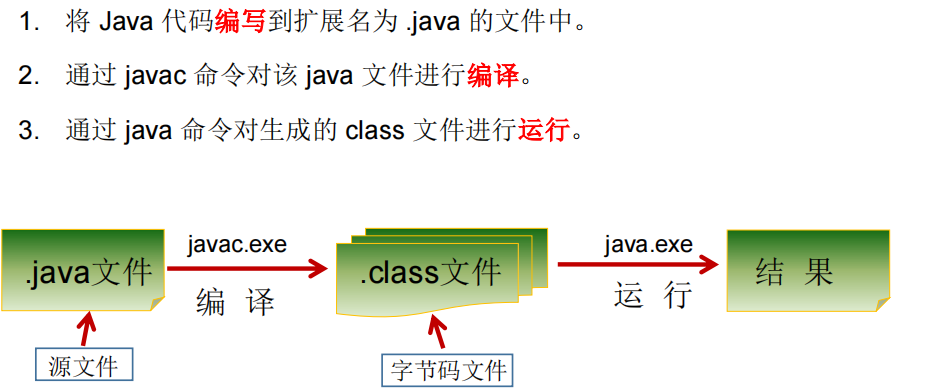 1. 将 Java 代码编写到扩展名为 .java 的文件中。
2. 通过 javac 命令对该 java 文件进行编译。
3. 通过 java 命令对生成的 class 文件进行运行。
.java文件
javac.exe
编 译
.class文件
java.exe
运 行
结 果
源文件
字节码文件